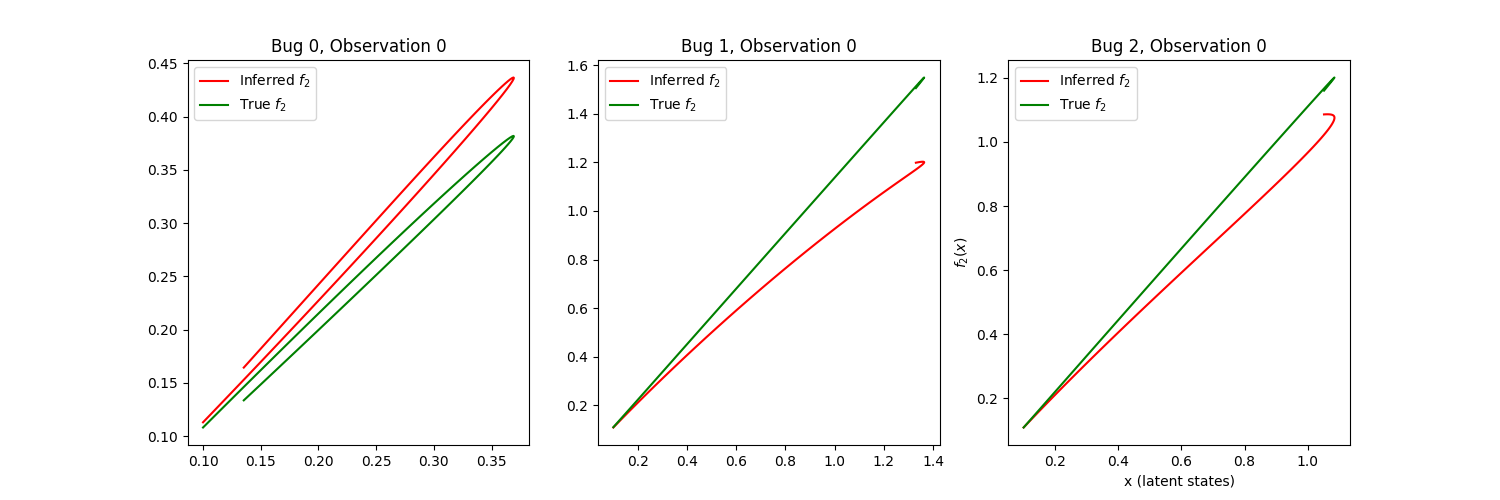 Bug 0, Observation 0
Inferred f₂
True f₂
0.45
0.40
0.35
0.30
0.25
0.20
0.15
0.10
0.10 0.15 0.20 0.25 0.30 0.35
Bug 1, Observation 0
Inferred f₂
True f₂
1.6
1.4
1.2
1.0
0.8
0.6
0.4
0.2
0.2 0.4 0.6 0.8 1.0 1.2 1.4
Bug 2, Observation 0
Inferred f₂
True f₂
f₂(x)
1.2
1.0
0.8
0.6
0.4
0.2
0.2 0.4 0.6 0.8 1.0
x (latent states)